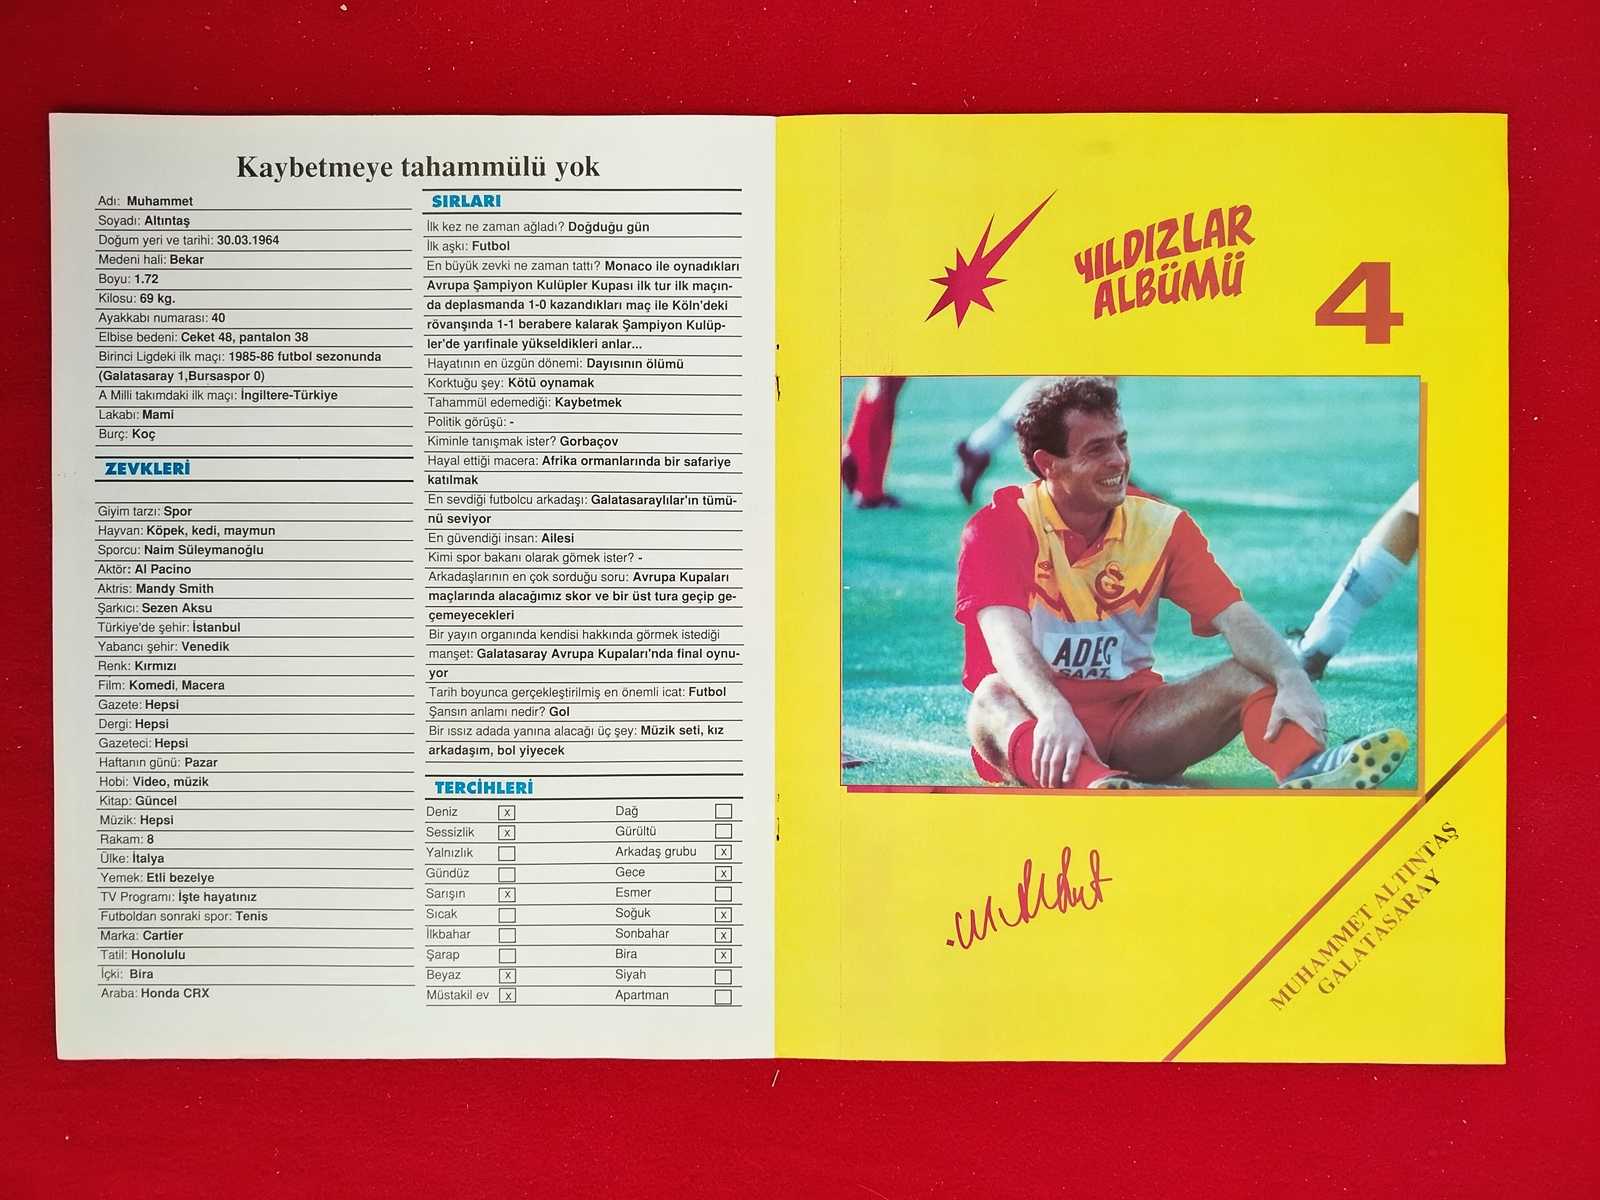 Kaybetmeye tahammülü yok
Adı: Muhammet
Soyadı: Altıntaş
Doğum yeri ve tarihi: 30.03.1964
Medeni hali: Bekar
Boyu: 1.72
Kilosu: 69 kg.
Ayakkabı numarası: 40
Elbise bedeni: Ceket 48, pantalon 38
Birinci Ligdeki ilk maçı: 1985-86 futbol sezonunda
(Galatasaray 1,Bursaspor 0)
A Milli takımdaki ilk maçı: İngiltere-Türkiye
Lakabı: Mami
Burç: Koç
ZEVKLERİ
Giyim tarzı: Spor
Hayvan: Köpek, kedi, maymun
Sporcu: Naim Süleymanoğlu
Aktör: Al Pacino
Aktris: Mandy Smith
Şarkıcı: Sezen Aksu
Türkiye'de şehir: İstanbul
Yabancı şehir: Venedik
Renk: Kırmızı
Film: Komedi, Macera
Gazete: Hepsi
Dergi: Hepsi
Gazeteci: Hepsi
Haftanın günü: Pazar
Hobi: Video, müzik
Kitap: Güncel
Müzik: Hepsi
Rakam: 8
Ülke: İtalya
Yemek: Etli bezelye
TV Programı: İşte hayatınız
Futboldan sonraki spor: Tenis
Marka: Cartier
Tatil: Honolulu
İçki: Bira
Araba: Honda CRX
SIRLARI
İlk kez ne zaman ağladı? Doğduğu gün
İlk aşkı: Futbol
En büyük zevki ne zaman tattı? Monaco ile oynadıkları
Avrupa Şampiyon Kulüpler Kupası ilk tur ilk maçın-
da deplasmanda 1-0 kazandıkları maç ile Köln'deki
rövanşında 1-1 berabere kalarak Şampiyon Kulüp-
ler'de yarıfinale yükseldikleri anlar...
Hayatının en üzgün dönemi: Dayısının ölümü
Korktuğu şey: Kötü oynamak
Tahammül edemediği: Kaybetmek
Politik görüşü: -
Kiminle tanışmak ister? Gorbaçov
Hayal ettiği macera: Afrika ormanlarında bir safariye
katılmak
En sevdiği futbolcu arkadaşı: Galatasaraylılar'ın tümü-
nü seviyor
En güvendiği insan: Ailesi
Kimi spor bakanı olarak gömek ister? -
Arkadaşlarının en çok sorduğu soru: Avrupa Kupaları
maçlarında alacağımız skor ve bir üst tura geçip ge-
çemeyecekleri
Bir yayın organında kendisi hakkında görmek istediği
manşet: Galatasaray Avrupa Kupaları'nda final oynu-
yor
Tarih boyunca gerçekleştirilmiş en önemli icat: Futbol
Şansın anlamı nedir? Gol
Bir ıssız adada yanına alacağı üç şey: Müzik seti, kız
arkadaşım, bol yiyecek
TERCİHLERİ
Deniz x Dağ
Sessizlik x Gürültü
Yalnızlık Arkadaş grubu x
Gündüz Gece x
Sarışın x Esmer
Sıcak Soğuk x
İlkbahar Sonbahar x
Şarap Bira x
Beyaz x Siyah
Müstakil ev x Apartman
YILDIZLAR
ALBÜMÜ
4
GS
ADEC
SAAT
MUHAMMET ALTINTAŞ
GALATASARAY